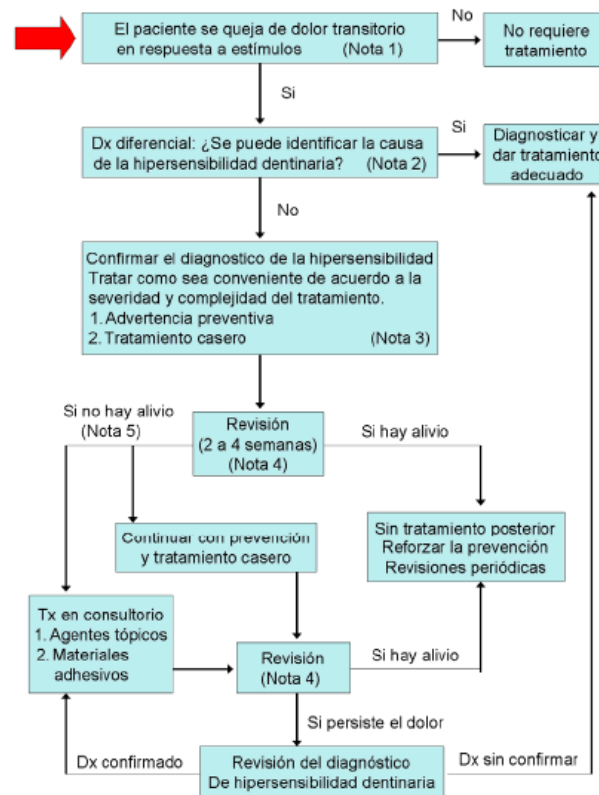 El paciente se queja de dolor transitorio
en respuesta a estímulos (Nota 1)
No
No requiere
tratamiento
Si
Dx diferencial: ¿Se puede identificar la causa
de la hipersensibilidad dentinaria? (Nota 2)
Si
Diagnosticar y
dar tratamiento
adecuado
No
Confirmar el diagnostico de la hipersensibilidad
Tratar como sea conveniente de acuerdo a la
severidad y complejidad del tratamiento.
1. Advertencia preventiva
2. Tratamiento casero (Nota 3)
Si no hay alivio
(Nota 5)
Revisión
(2 a 4 semanas)
(Nota 4)
Si hay alivio
Continuar con prevención
y tratamiento casero
Sin tratamiento posterior
Reforzar la prevención
Revisiones periódicas
Tx en consultorio
1. Agentes tópicos
2. Materiales
adhesivos
Revisión
(Nota 4)
Si hay alivio
Si persiste el dolor
Dx confirmado
Revisión del diagnóstico
De hipersensibilidad dentinaria
Dx sin confirmar